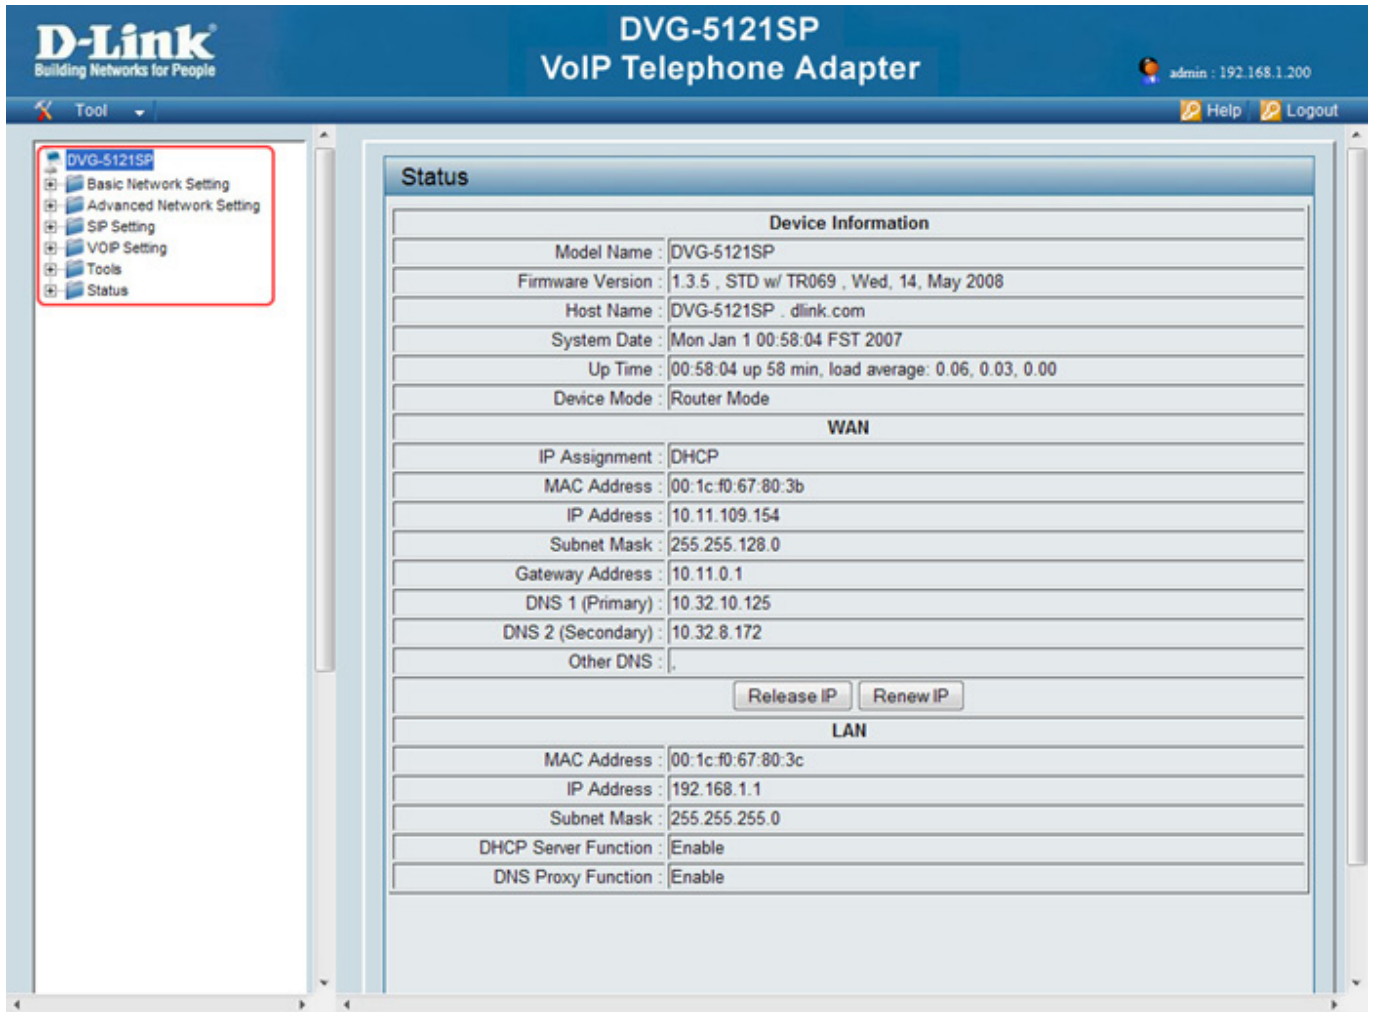 D-Link
Building Networks for People
DVG-5121SP
VoIP Telephone Adapter
admin : 192.168.1.200
Tool
Help
Logout
DVG-5121SP
Basic Network Setting
Advanced Network Setting
SIP Setting
VOIP Setting
Tools
Status
Status
Device Information
Model Name : DVG-5121SP
Firmware Version : 1.3.5 , STD w/ TR069 , Wed, 14, May 2008
Host Name : DVG-5121SP . dlink.com
System Date : Mon Jan 1 00:58:04 FST 2007
Up Time : 00:58:04 up 58 min, load average: 0.06, 0.03, 0.00
Device Mode : Router Mode
WAN
IP Assignment : DHCP
MAC Address : 00:1c:f0:67:80:3b
IP Address : 10.11.109.154
Subnet Mask : 255.255.128.0
Gateway Address : 10.11.0.1
DNS 1 (Primary) : 10.32.10.125
DNS 2 (Secondary) : 10.32.8.172
Other DNS : ,
Release IP Renew IP
LAN
MAC Address : 00:1c:f0:67:80:3c
IP Address : 192.168.1.1
Subnet Mask : 255.255.255.0
DHCP Server Function : Enable
DNS Proxy Function : Enable